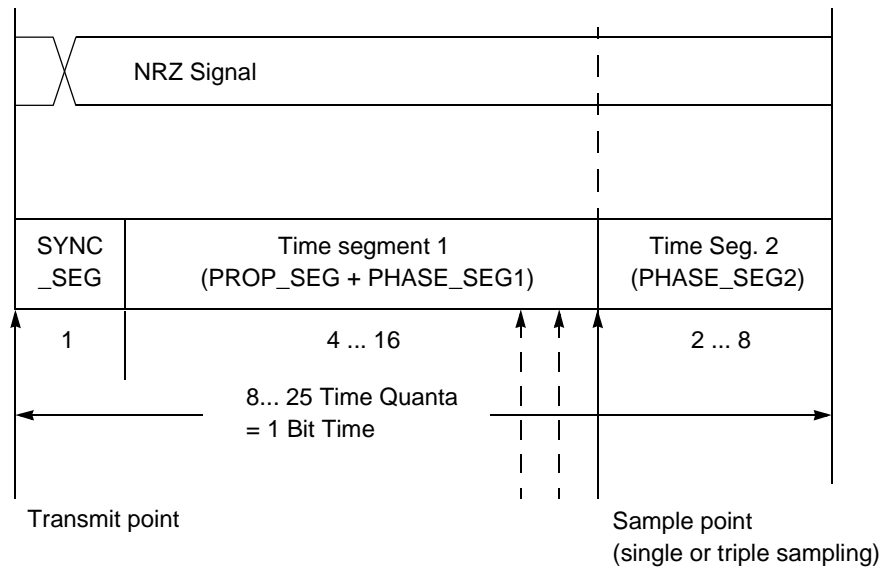 NRZ Signal
SYNC
_SEG
Time segment 1
(PROP_SEG + PHASE_SEG1)
Time Seg. 2
(PHASE_SEG2)
1
4 ... 16
2 ... 8
8... 25 Time Quanta
= 1 Bit Time
Transmit point
Sample point
(single or triple sampling)